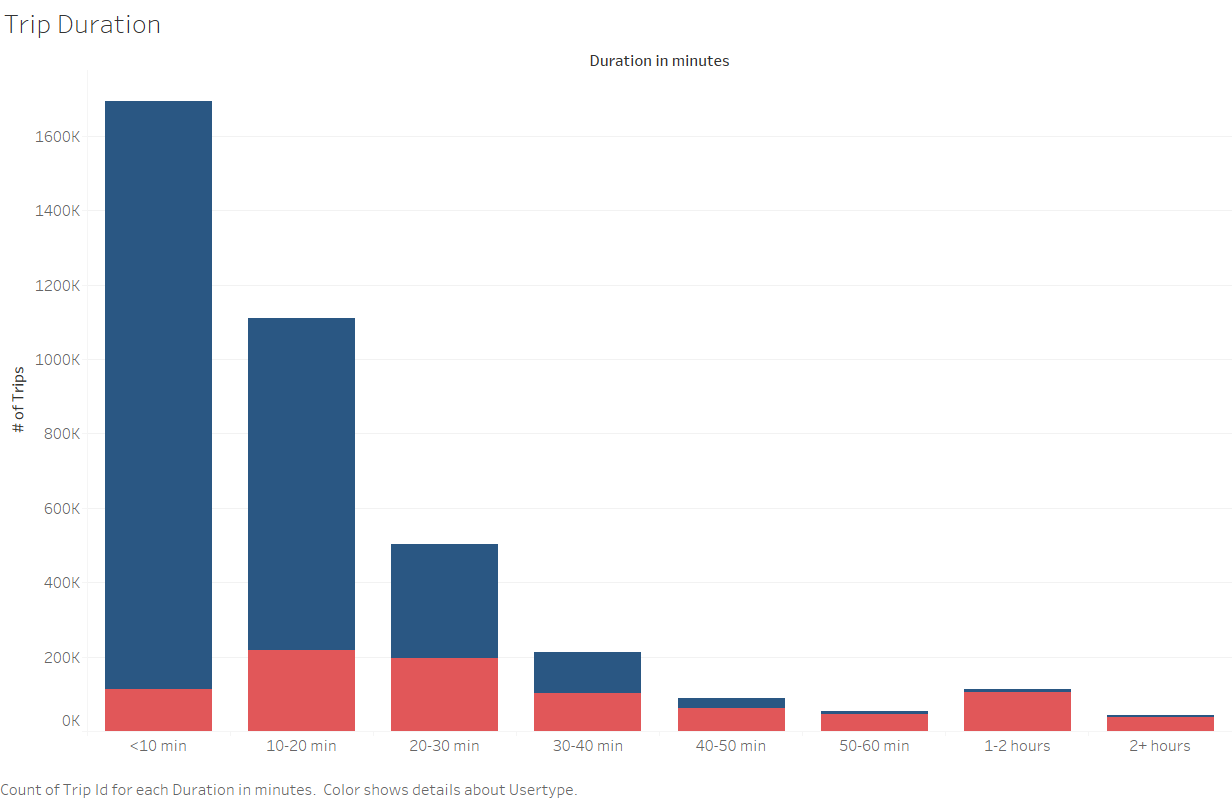 Trip Duration
Duration in minutes
# of Trips
1600K
1400K
1200K
1000K
800K
600K
400K
200K
0K
<10 min 10-20 min 20-30 min 30-40 min 40-50 min 50-60 min 1-2 hours 2+ hours
Count of Trip Id for each Duration in minutes.  Color shows details about Usertype.